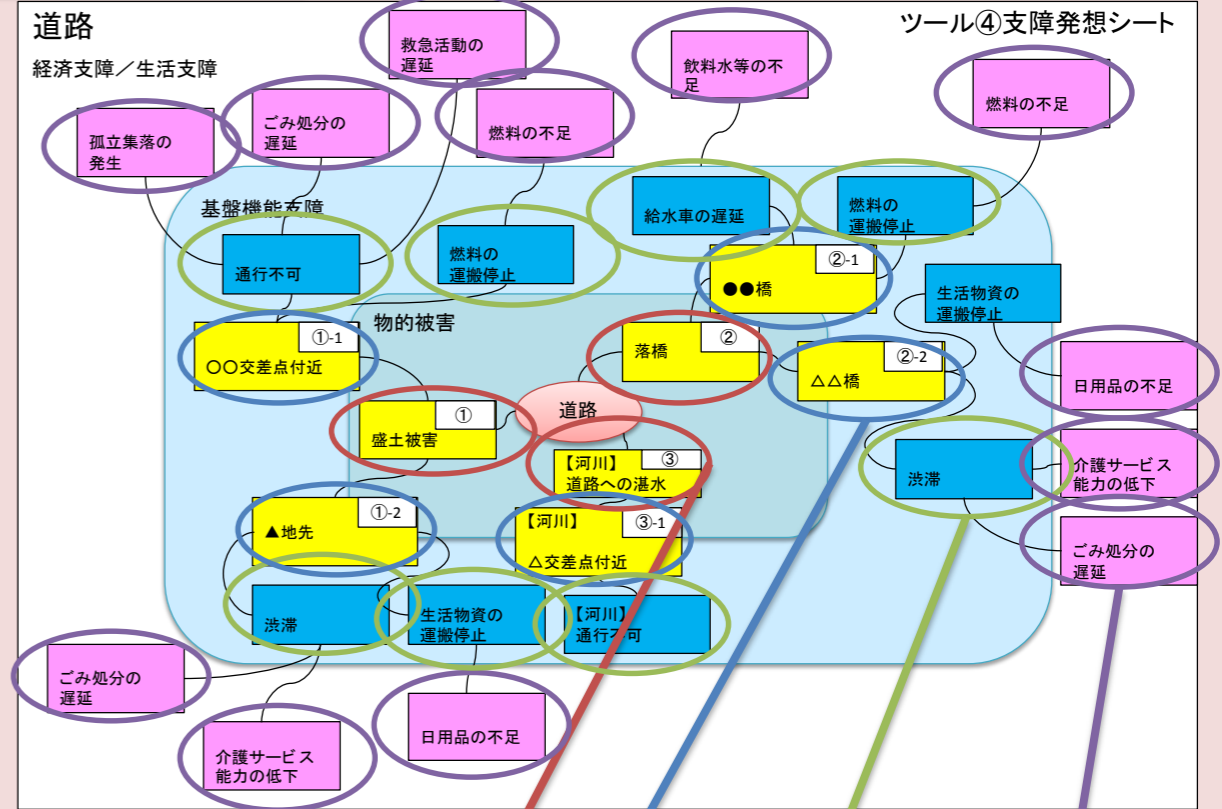 道路
ツール④支障発想シート
経済支障／生活支障
救急活動の
遅延
飲料水等の不
足
燃料の不足
ごみ処分の
遅延
燃料の不足
孤立集落の
発生
基盤機能支障
給水車の遅延
燃料の
運搬停止
通行不可
燃料の
運搬停止
②-1
●●橋
生活物資の
運搬停止
物的被害
①-1
〇〇交差点付近
②
落橋
②-2
△△橋
日用品の不足
道路
①
盛土被害
【河川】
③
道路への湛水
渋滞
介護サービス
能力の低下
①-2
▲地先
【河川】
③-1
△交差点付近
ごみ処分の
遅延
渋滞
生活物資の
運搬停止
【河川】
通行不可
ごみ処分の
遅延
介護サービス
能力の低下
日用品の不足